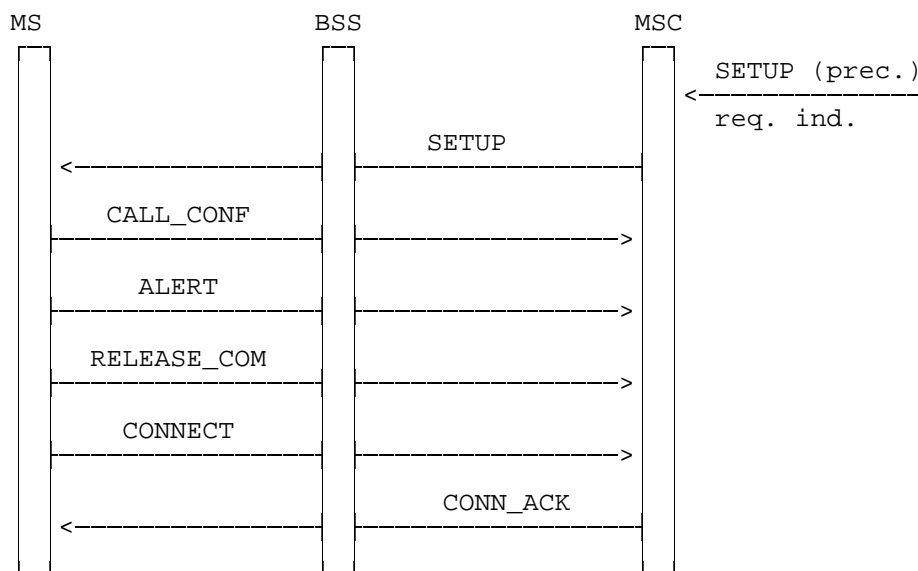 MS BSS MSC
SETUP (prec.)
req. ind.
SETUP
CALL_CONF
ALERT
RELEASE_COM
CONNECT
CONN_ACK